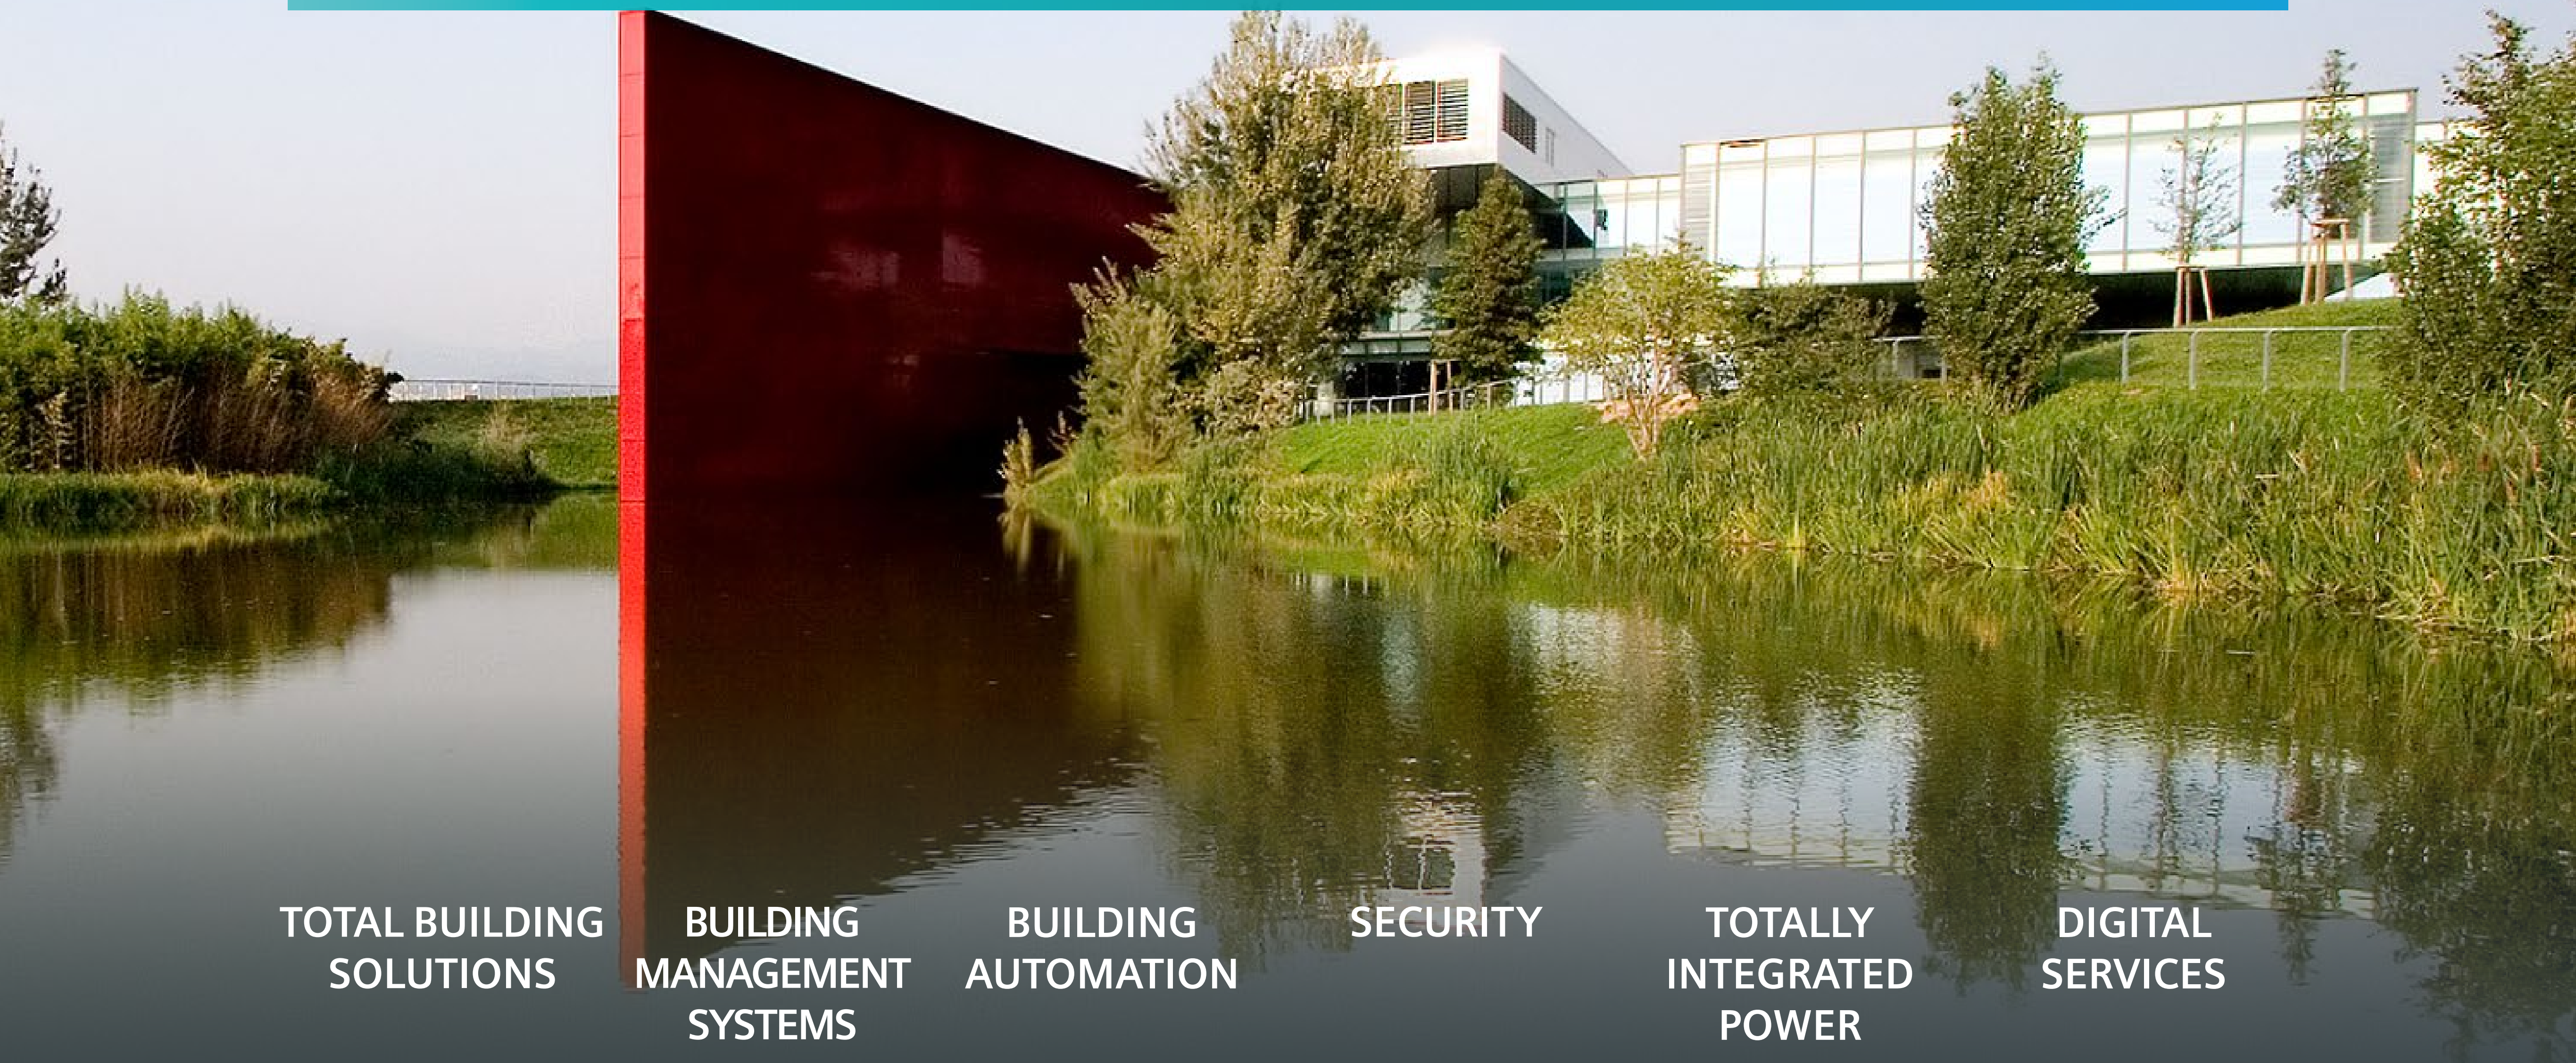 TOTAL BUILDING
SOLUTIONS
BUILDING
MANAGEMENT
SYSTEMS
BUILDING
AUTOMATION
SECURITY
TOTALLY
INTEGRATED
POWER
DIGITAL
SERVICES